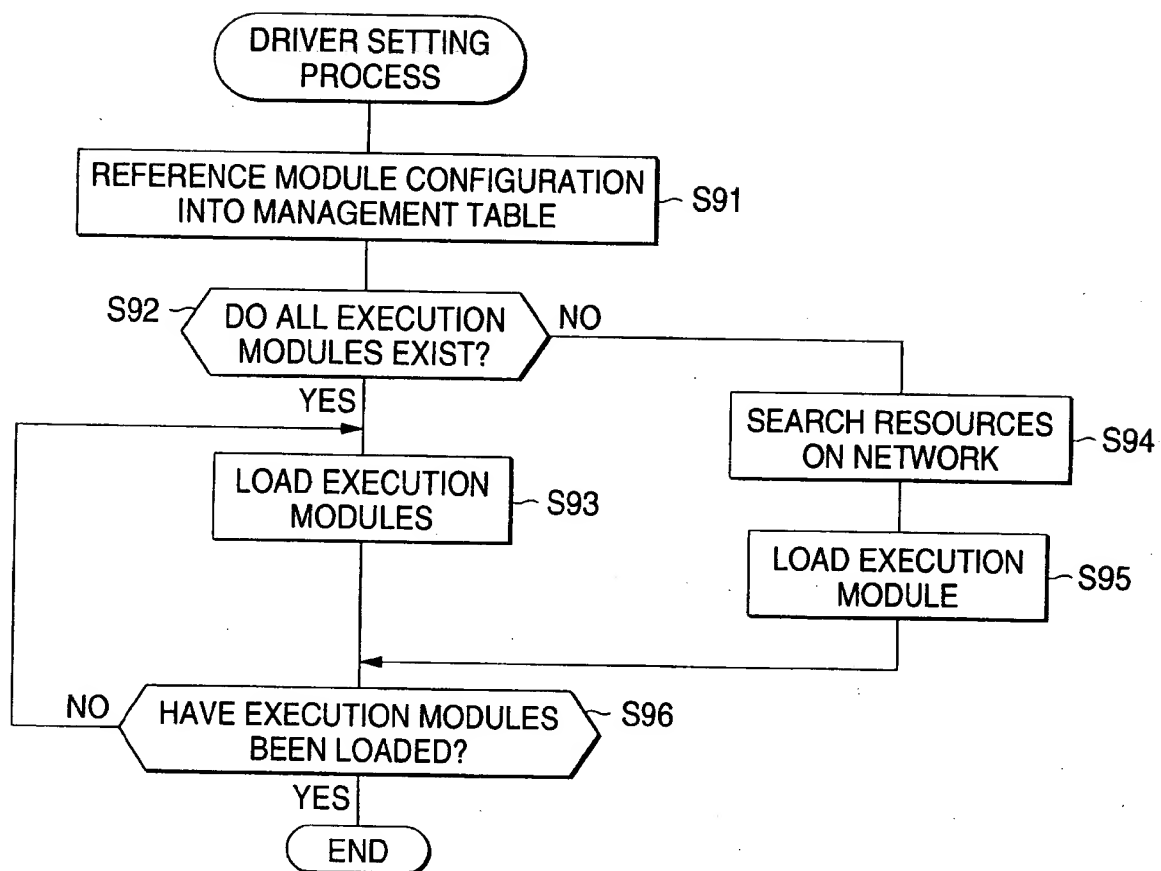 DRIVER SETTING
PROCESS
REFERENCE MODULE CONFIGURATION
INTO MANAGEMENT TABLE
S91
S92
DO ALL EXECUTION
MODULES EXIST?
NO
YES
SEARCH RESOURCES
ON NETWORK
S94
LOAD EXECUTION
MODULES
S93
LOAD EXECUTION
MODULE
S95
NO
HAVE EXECUTION MODULES
BEEN LOADED?
S96
YES
END